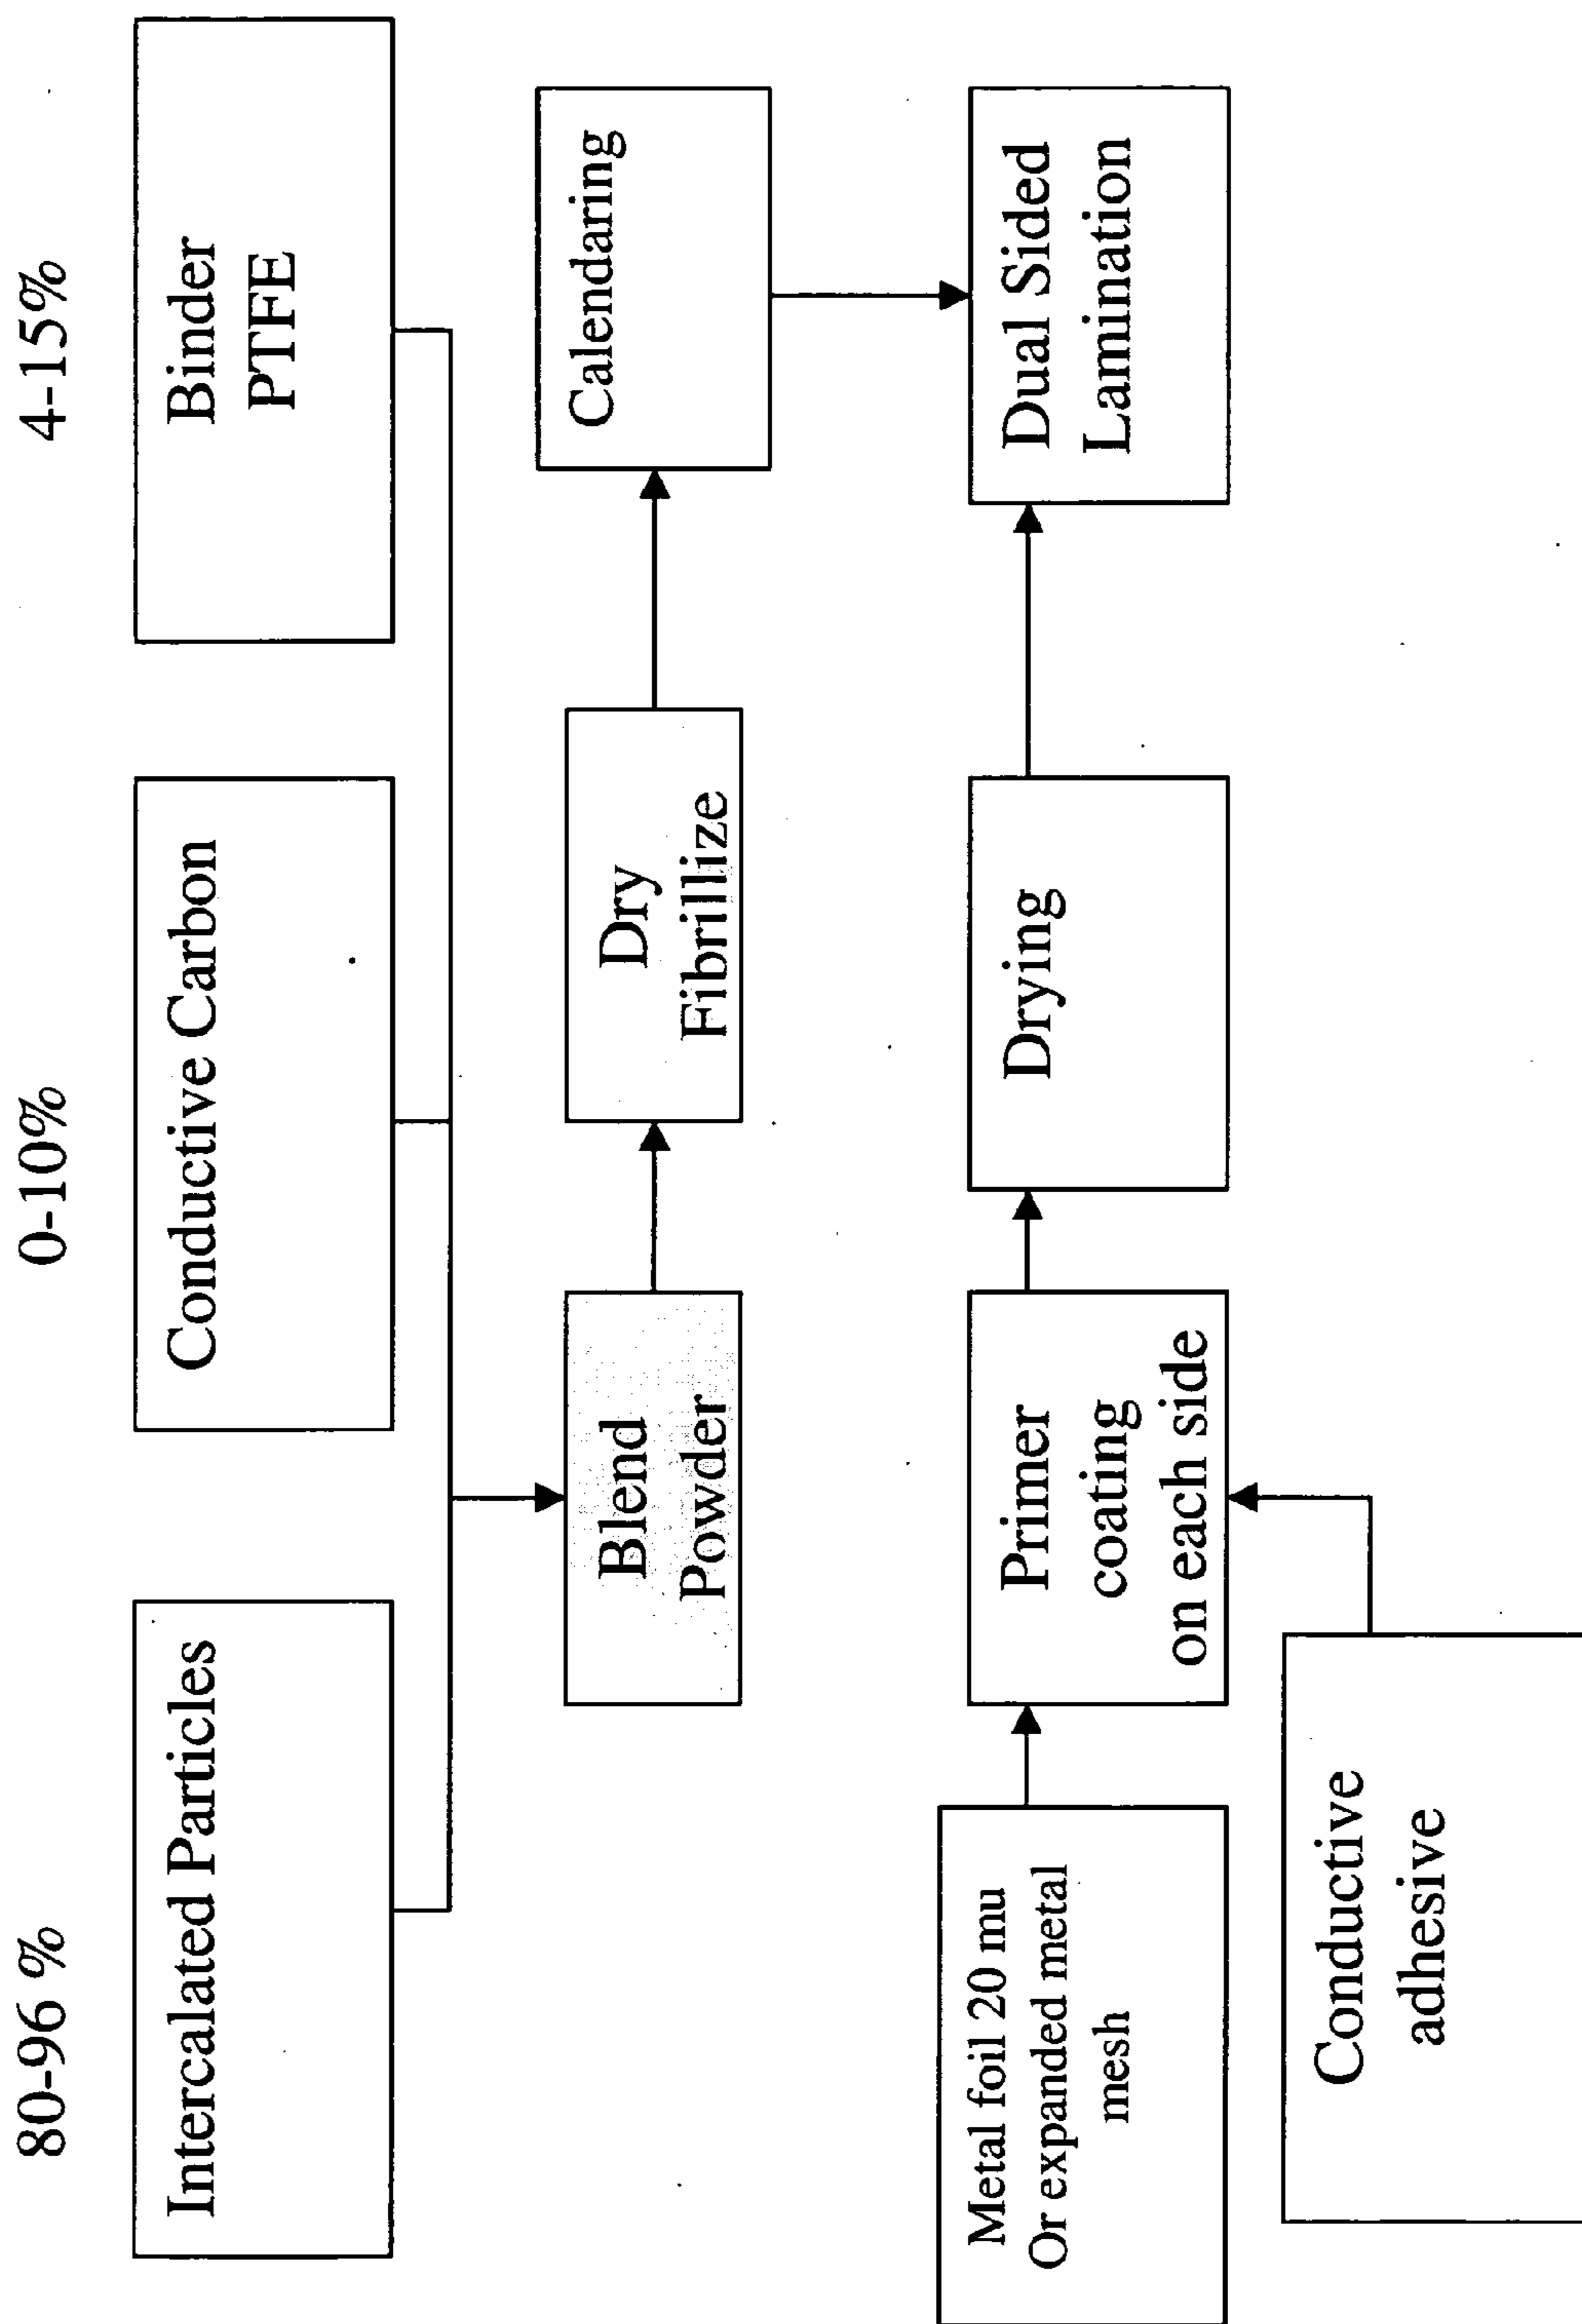 80-96 %
0-10%
4-15%
Intercalated Particles
Conductive Carbon
Binder
PTFE
Blend
Powder
Dry
Fibrillize
Calendaring
Metal foil 20 mu
Or expanded metal
mesh
Primer
coating
on each side
Drying
Dual Sided
Lamination
Conductive
adhesive